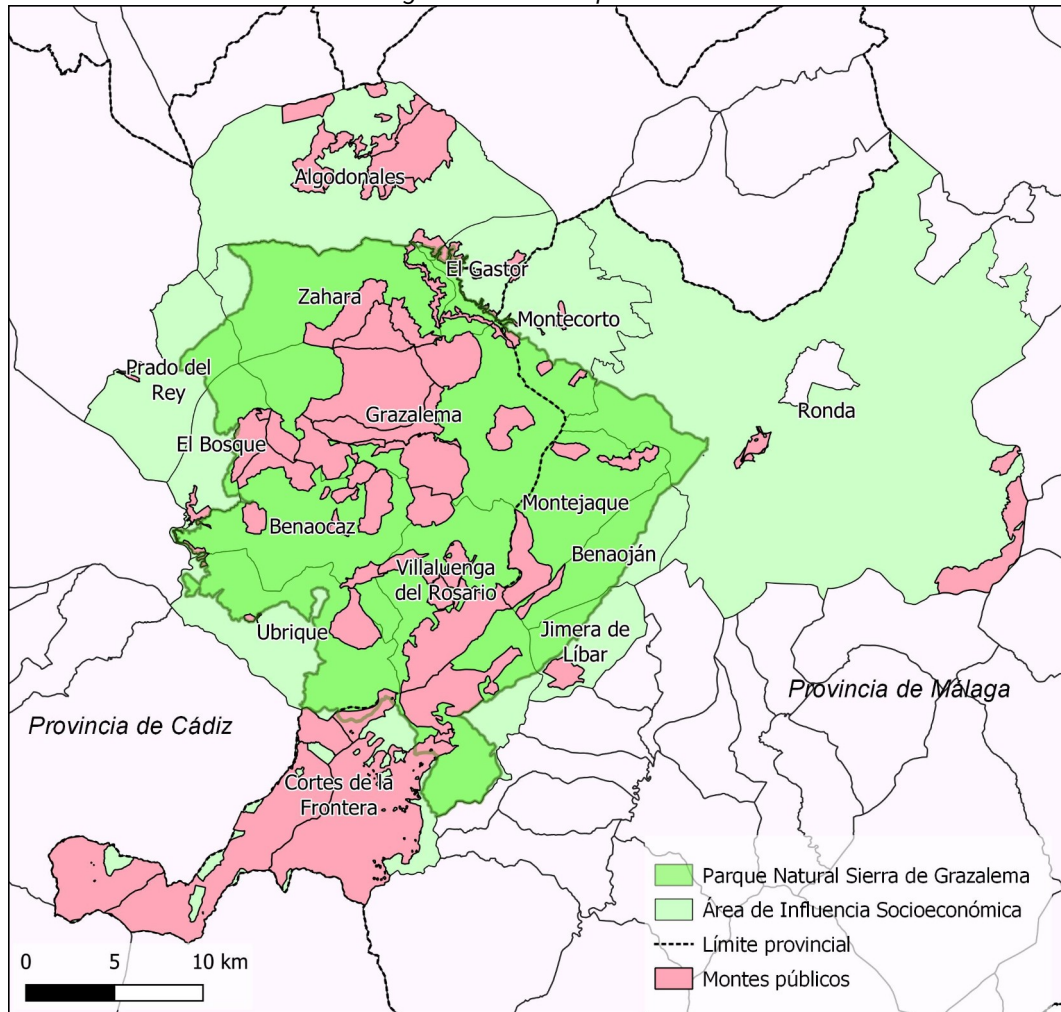 Algodonales
El Gastor
Zahara
Montecorto
Prado del
Rey
Ronda
Grazalema
El Bosque
Montejaque
Benaocaz
Benaoján
Villaluenga
del Rosario
Ubrique
Jimera de
Líbar
Provincia de Málaga
Provincia de Cádiz
Cortes de la
Frontera
Parque Natural Sierra de Grazalema
Área de Influencia Socioeconómica
Límite provincial
Montes públicos
0 5 10 km